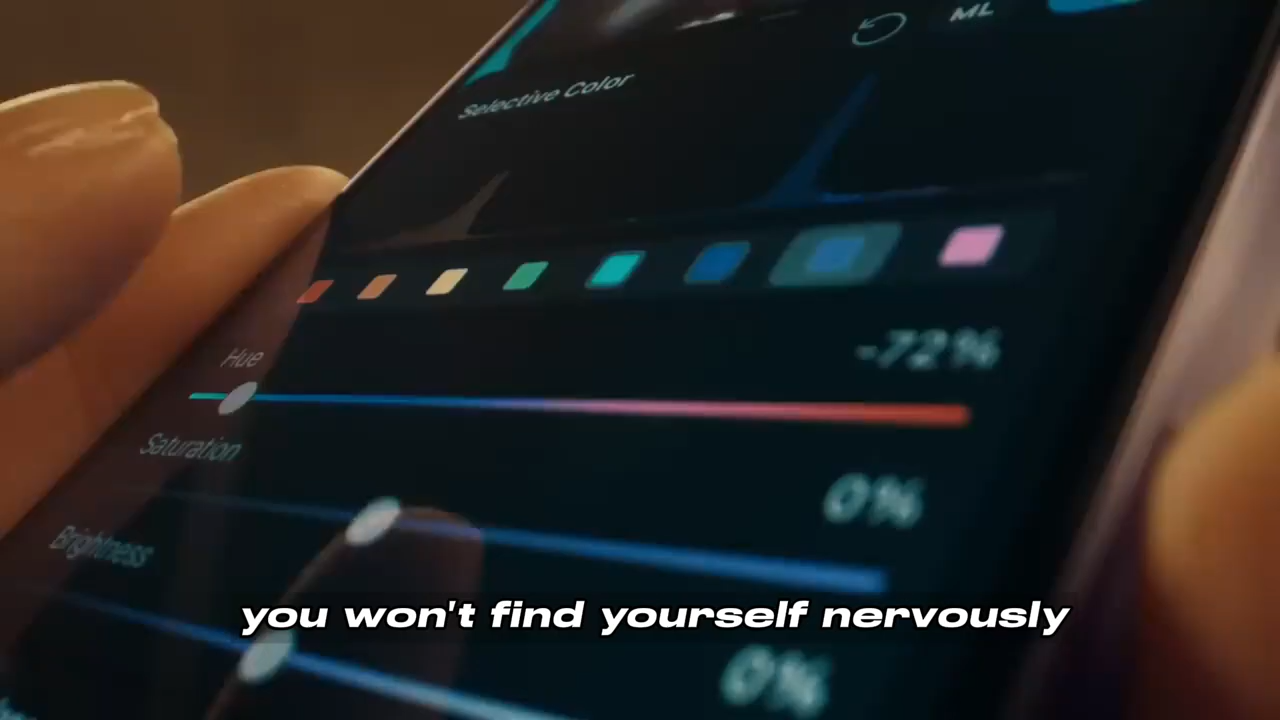 ML
Selective Color
-72%
Hue
Saturation
0%
Brightness
0%
you won't find yourself nervously